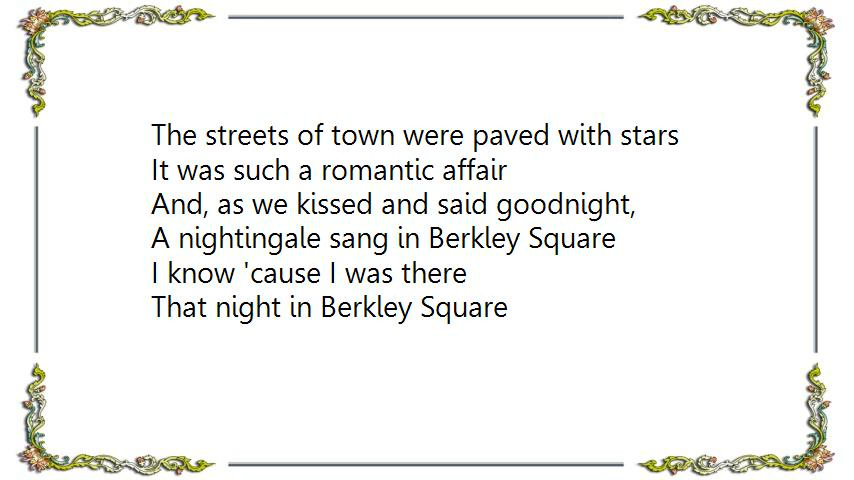 The streets of town were paved with stars
It was such a romantic affair
And, as we kissed and said goodnight,
A nightingale sang in Berkley Square
I know 'cause I was there
That night in Berkley Square